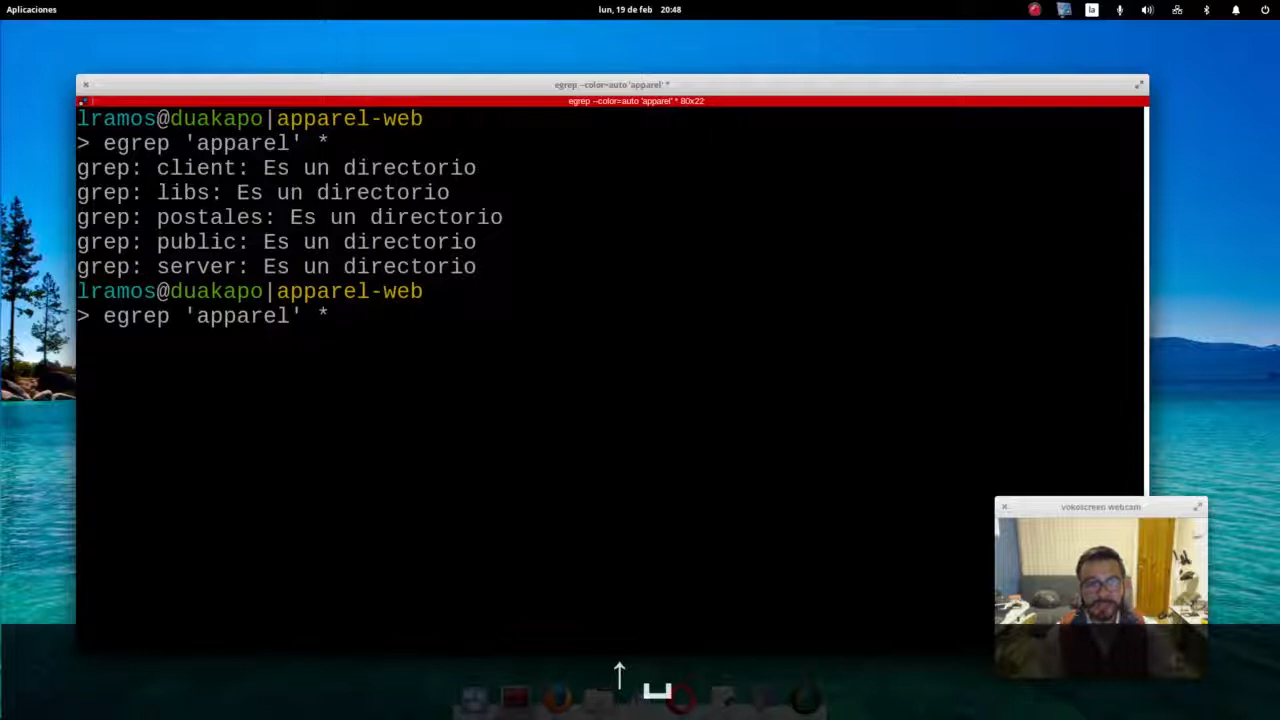 Aplicaciones
lun, 19 de feb 20:48
la
egrep --color=auto 'apparel' *
egrep --color=auto 'apparel' * 80x22
lramos@duakapo|apparel-web
> egrep 'apparel' *
grep: client: Es un directorio
grep: libs: Es un directorio
grep: postales: Es un directorio
grep: public: Es un directorio
grep: server: Es un directorio
lramos@duakapo|apparel-web
> egrep 'apparel' *
vokoscreen webcam